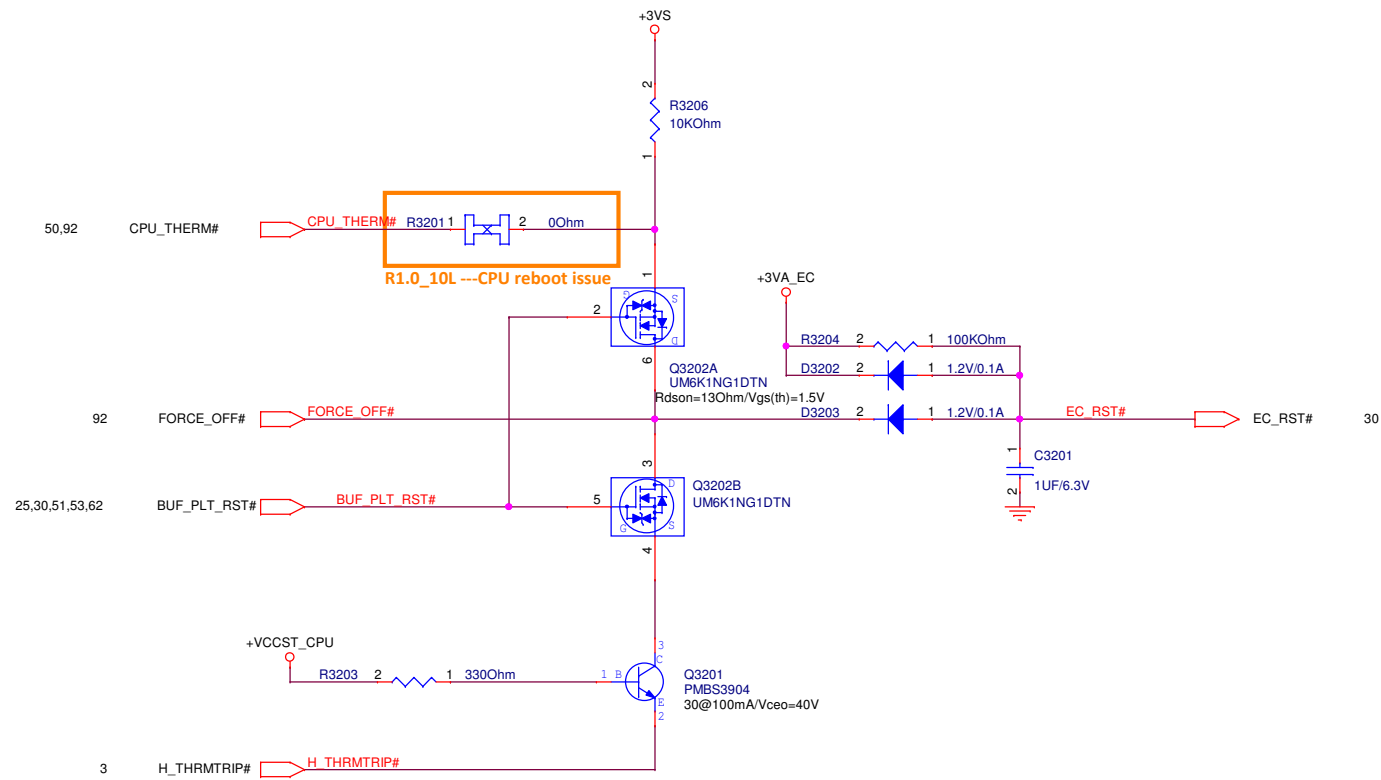 +3VS
2
R3206
10KOhm
1
50,92 CPU_THERM# CPU_THERM# R3201 1 2 0Ohm
R1.0_10L ---CPU reboot issue
1
+3VA_EC
2 G S
D
R3204 2 1 100KOhm
6
Q3202A
UM6K1NG1DTN
Rdson=13Ohm/Vgs(th)=1.5V
D3202 2 1 1.2V/0.1A
92 FORCE_OFF# FORCE_OFF# D3203 2 1 1.2V/0.1A EC_RST# EC_RST# 30
1
C3201
1UF/6.3V
2
3
D
Q3202B
UM6K1NG1DTN
25,30,51,53,62 BUF_PLT_RST# BUF_PLT_RST# 5
G S
4
+VCCST_CPU
3
C
R3203 2 1 330Ohm 1 B
Q3201
PMBS3904
30@100mA/Vceo=40V
E
2
3 H_THRMTRIP# H_THRMTRIP#